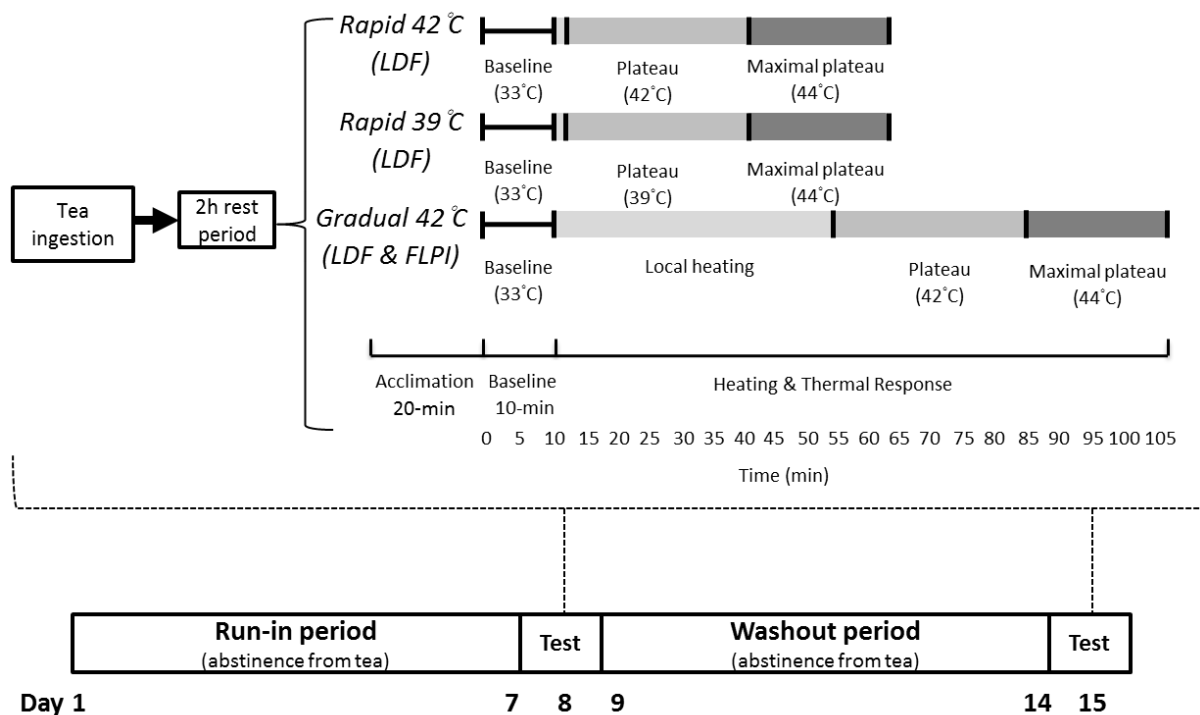 Rapid 42 ℃
(LDF)
Baseline
(33°C)
Plateau
(42°C)
Maximal plateau
(44°C)
Rapid 39 ℃
(LDF)
Baseline
(33°C)
Plateau
(39°C)
Maximal plateau
(44°C)
Tea
ingestion
2h rest
period
Gradual 42 ℃
(LDF & FLPI)
Baseline
(33°C)
Local heating
Plateau
(42°C)
Maximal plateau
(44°C)
Acclimation
20-min
Baseline
10-min
Heating & Thermal Response
0 5 10 15 20 25 30 35 40 45 50 55 60 65 70 75 80 85 90 95 100 105
Time (min)
Run-in period
(abstinence from tea)
Test
Washout period
(abstinence from tea)
Test
Day 1 7 8 9 14 15